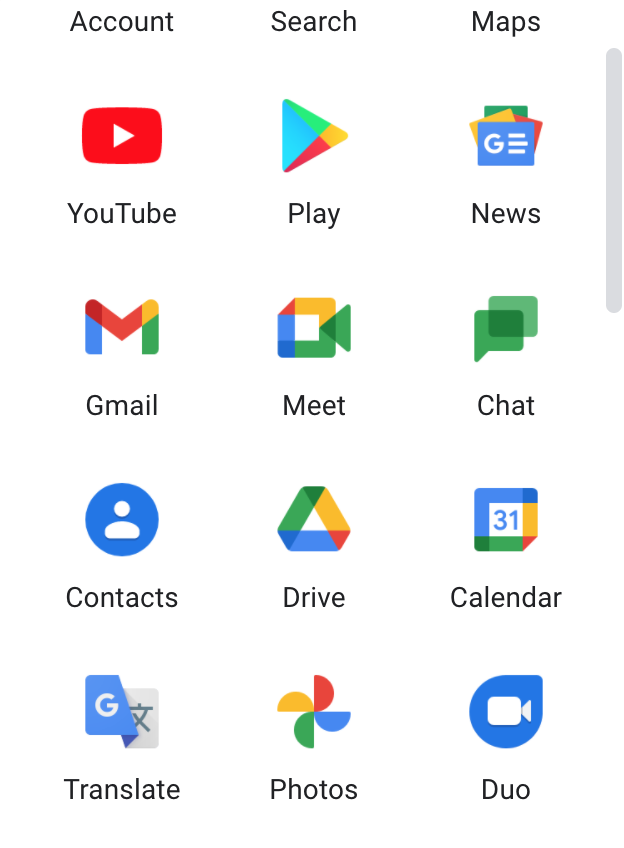 Account Search Maps
GE
YouTube Play News
Gmail Meet Chat
31
Contacts Drive Calendar
G 文
Translate Photos Duo